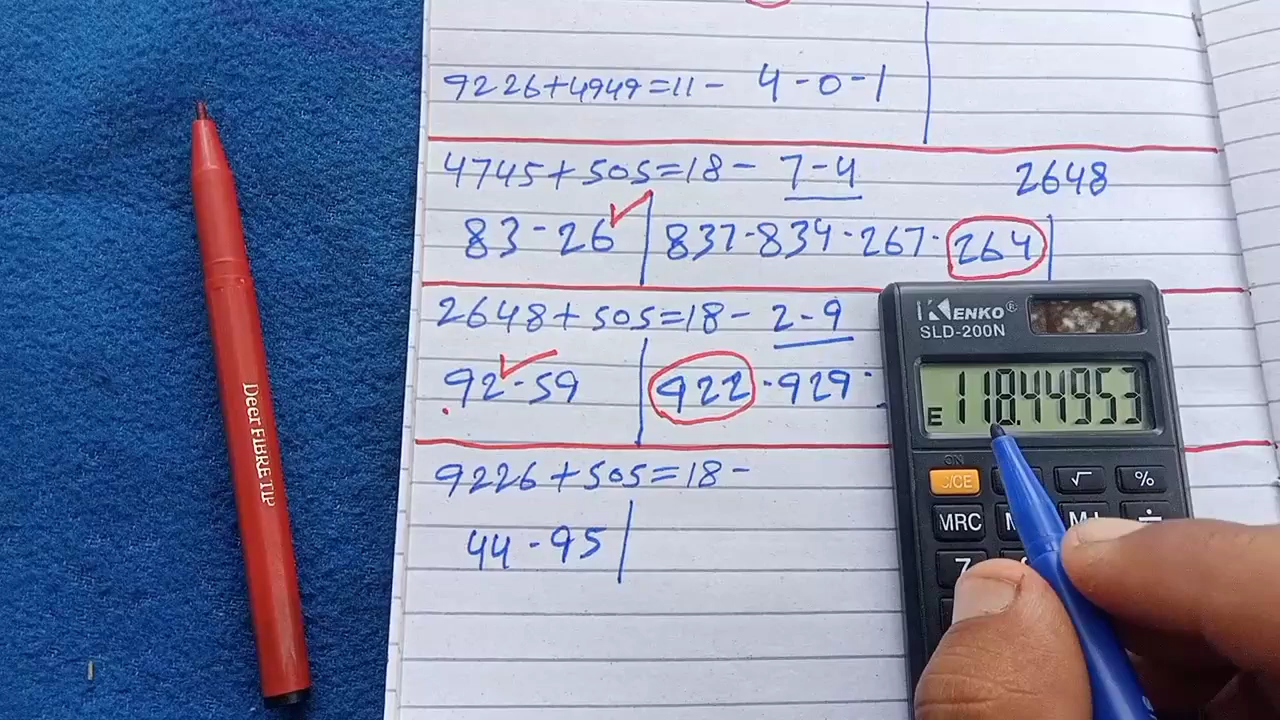 9226+4949=11- 4-0-1
4745+505=18- 7-4 2648
83-26 837-834-267-264
2648+505=18- 2-9
92-59 922-929-
9226+505=18-
44-95
KENKO®
SLD-200N
E 118.44953
ON
C/CE √ %
MRC M M÷
7
Deer FIBRE TIP